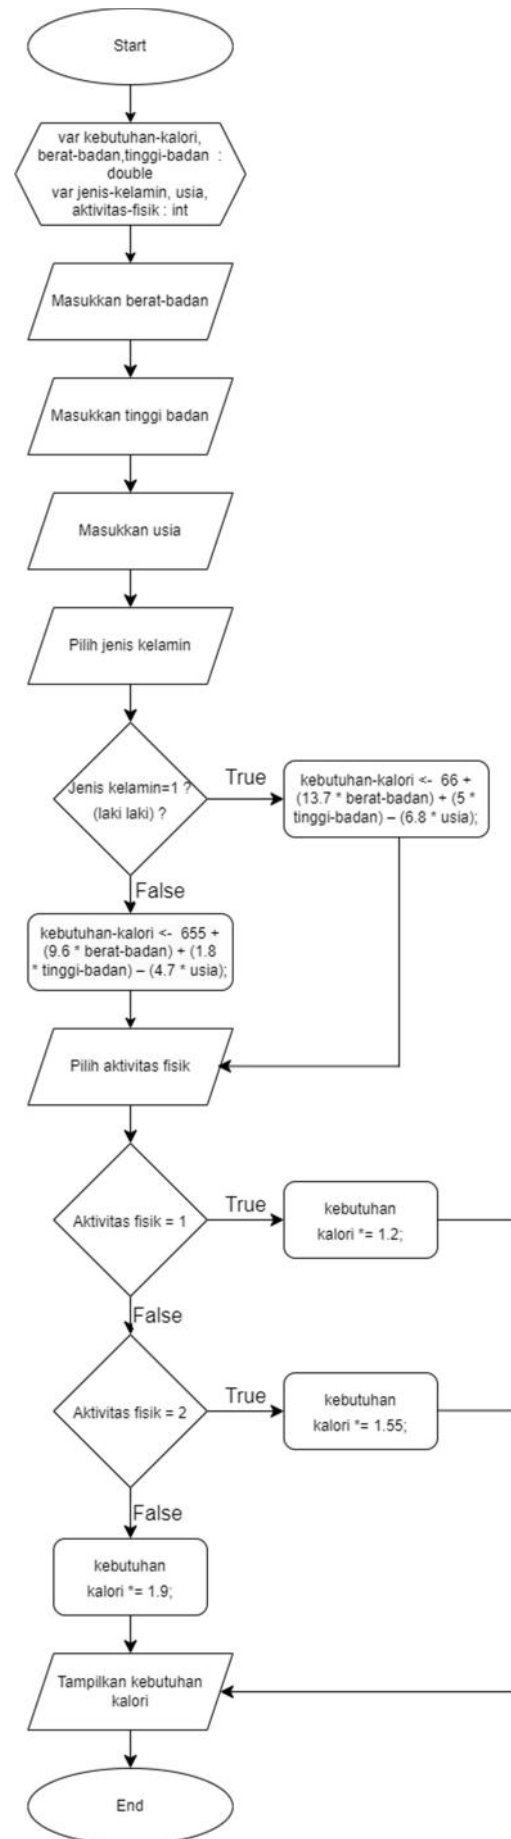 Start
var kebutuhan-kalori,
berat-badan,tinggi-badan :
double
var jenis-kelamin, usia,
aktivitas-fisik : int
Masukkan berat-badan
Masukkan tinggi badan
Masukkan usia
Pilih jenis kelamin
Jenis kelamin=1 ?
(laki laki) ?
True
kebutuhan-kalori <- 66 +
(13.7 * berat-badan) + (5 *
tinggi-badan) – (6.8 * usia);
False
kebutuhan-kalori <- 655 +
(9.6 * berat-badan) + (1.8
* tinggi-badan) – (4.7 * usia);
Pilih aktivitas fisik
Aktivitas fisik = 1
True
kebutuhan
kalori *= 1.2;
False
Aktivitas fisik = 2
True
kebutuhan
kalori *= 1.55;
False
kebutuhan
kalori *= 1.9;
Tampilkan kebutuhan
kalori
End